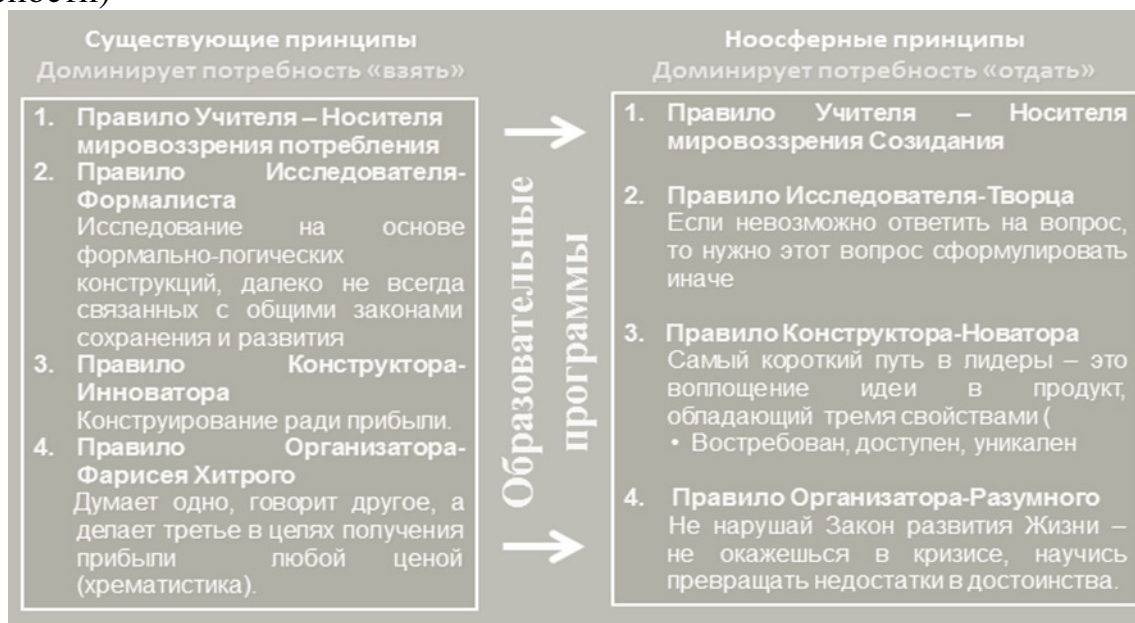 Существующие принципы
Доминирует потребность «взять»
1. Правило Учителя – Носителя
мировоззрения потребления
2. Правило Исследователя-
Формалиста
Исследование на основе
формально-логических
конструкций, далеко не всегда
связанных с общими законами
сохранения и развития
3. Правило Конструктора-
Инноватора
Конструирование ради прибыли.
4. Правило Организатора-
Фарисея Хитрого
Думает одно, говорит другое, а
делает третье в целях получения
прибыли любой ценой
(хрематистика).
Образовательные
программы
Ноосферные принципы
Доминирует потребность “отдать»
1. Правило Учителя – Носителя
мировоззрения Созидания
2. Правило Исследователя-Творца
Если невозможно ответить на вопрос,
то нужно этот вопрос сформулировать
иначе
3. Правило Конструктора-Новатора
Самый короткий путь в лидеры – это
воплощение идеи в продукт,
обладающий тремя свойствами (
• Востребован, доступен, уникален
4. Правило Организатора-Разумного
Не нарушай Закон развития Жизни –
не окажешься в кризисе, научись
превращать недостатки в достоинства.